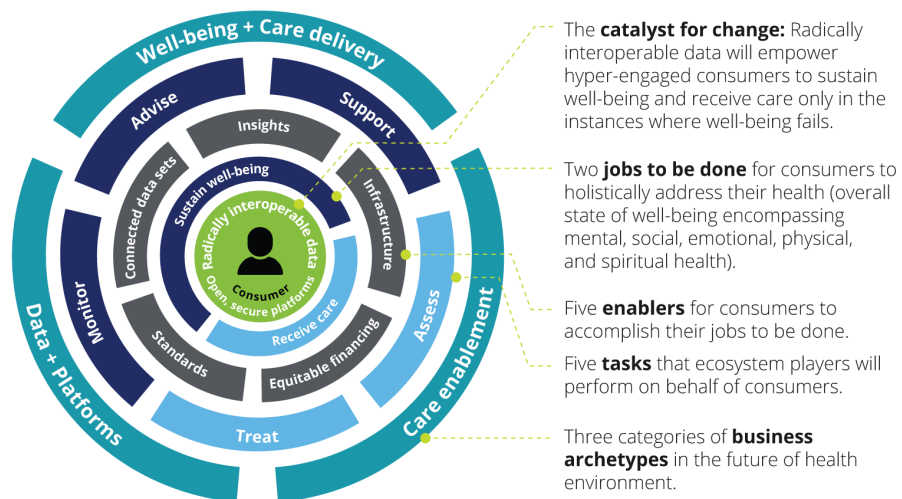 Well-being + Care delivery
Advise
Support
Insights
Connected data sets
Infrastructure
Sustain well-being
Radically Interoperable data
Consumer
Open, secure platforms
Receive care
Monitor
Assess
Standards
Equitable financing
Treat
Data + Platforms
Care enablement
The catalyst for change: Radically
interoperable data will empower
hyper-engaged consumers to sustain
well-being and receive care only in the
instances where well-being fails.
Two jobs to be done for consumers to
holistically address their health (overall
state of well-being encompassing
mental, social, emotional, physical,
and spiritual health).
Five enablers for consumers to
accomplish their jobs to be done.
Five tasks that ecosystem players will
perform on behalf of consumers.
Three categories of business
archetypes in the future of health
environment.